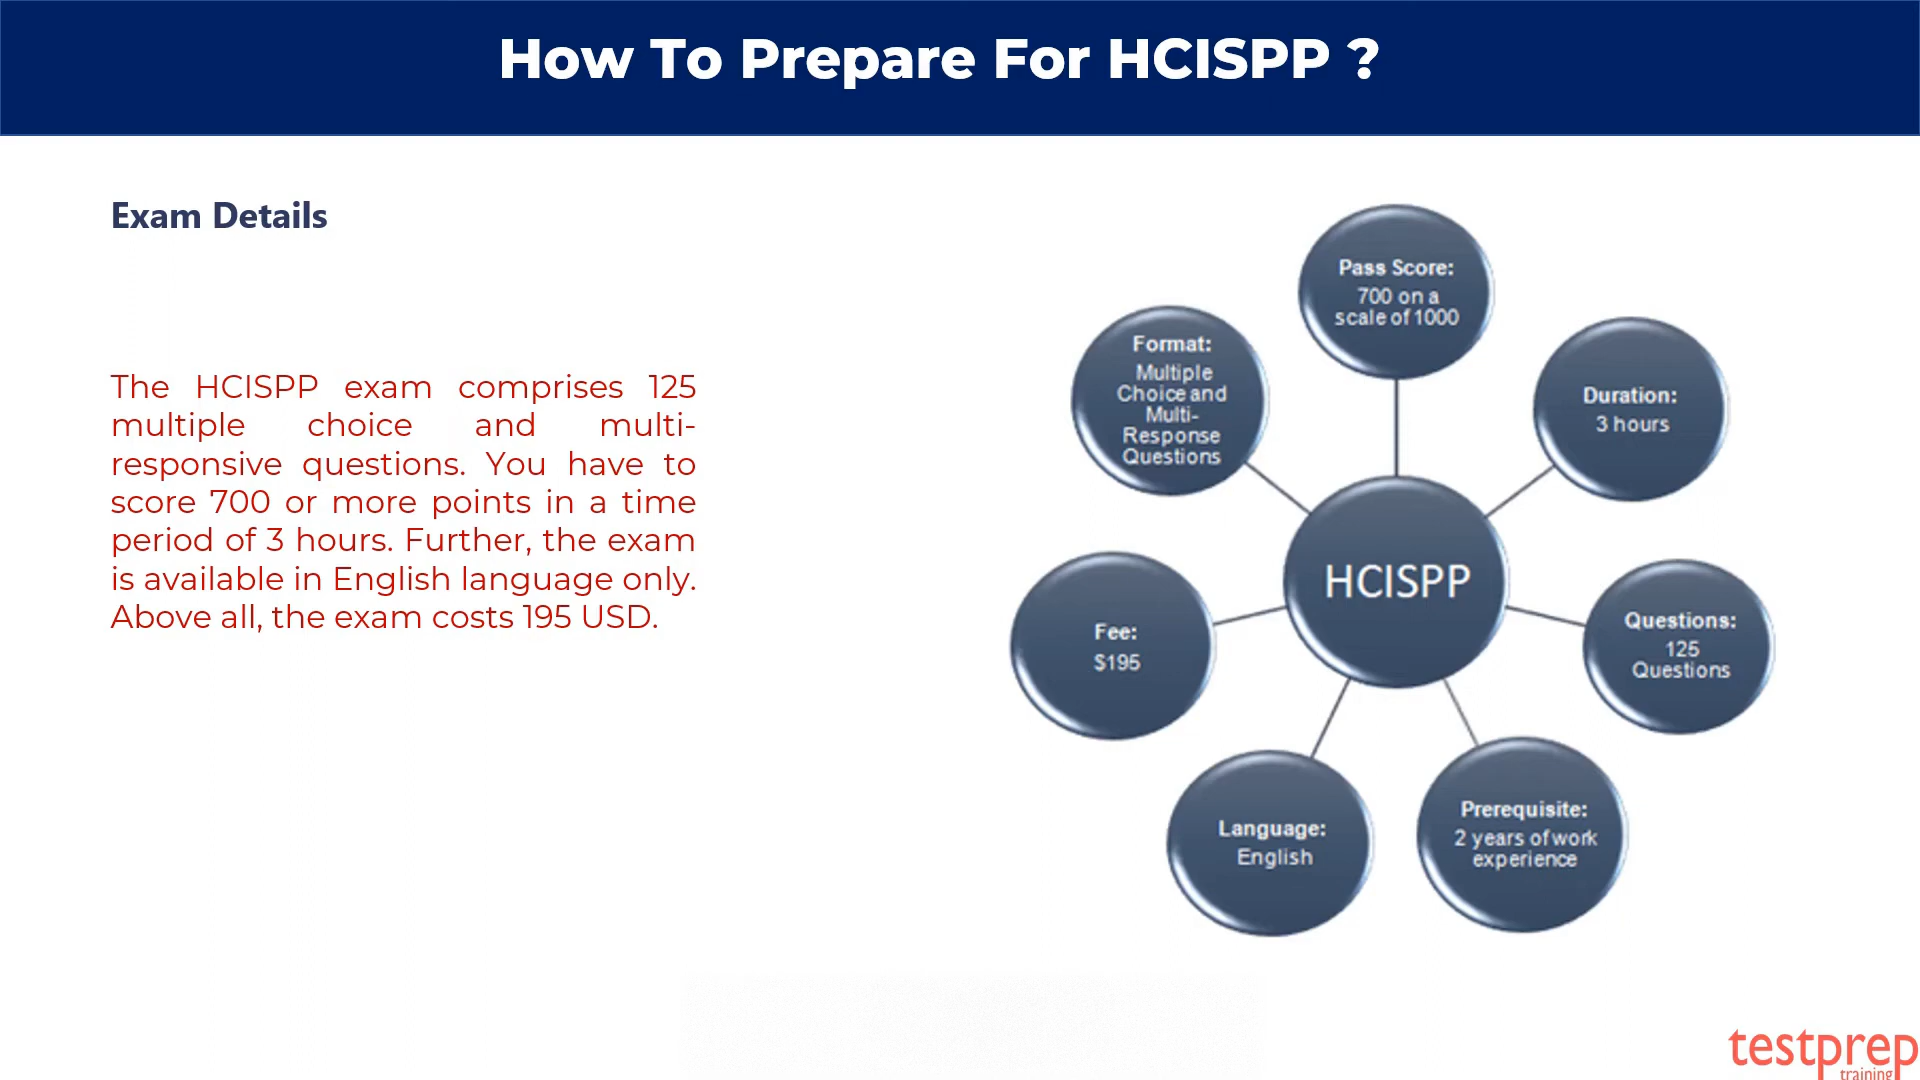 How To Prepare For HCISPP ?
Exam Details
The HCISPP exam comprises 125
multiple choice and multi-
responsive questions. You have to
score 700 or more points in a time
period of 3 hours. Further, the exam
is available in English language only.
Above all, the exam costs 195 USD.
Pass Score:
700 on a
scale of 1000
Format:
Multiple
Choice and
Multi-
Response
Questions
Duration:
3 hours
HCISPP
Fee:
$195
Questions:
125
Questions
Language:
English
Prerequisite:
2 years of work
experience
testprep
training